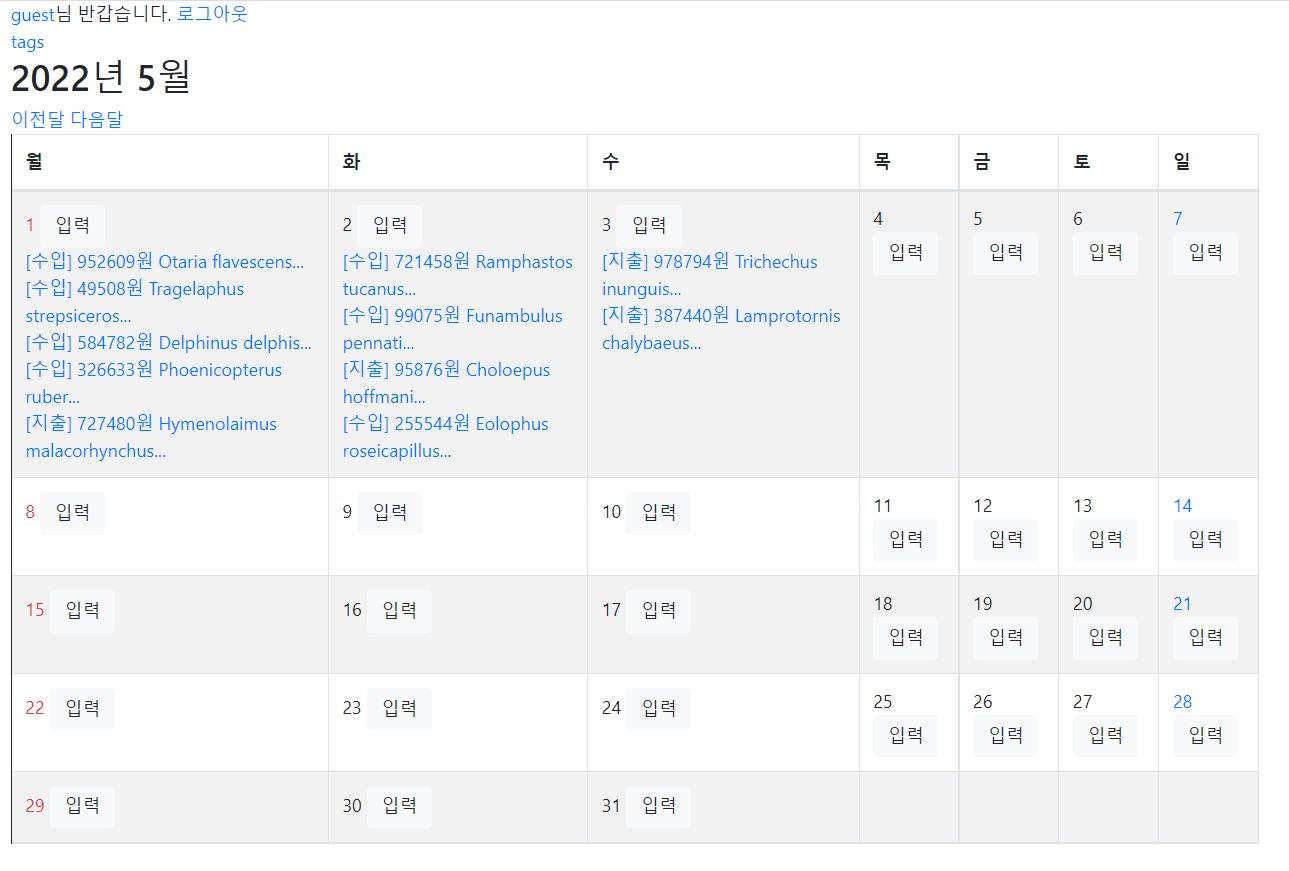 guest님 반갑습니다. 로그아웃
tags
2022년 5월
이전달 다음달
월 화 수 목 금 토 일
1 입력
[수입] 952609원 Otaria flavescens...
[수입] 49508원 Tragelaphus
strepsiceros...
[수입] 584782원 Delphinus delphis...
[수입] 326633원 Phoenicopterus
ruber...
[지출] 727480원 Hymenolaimus
malacorhynchus...
2 입력
[수입] 721458원 Ramphastos
tucanus...
[수입] 99075원 Funambulus
pennati...
[지출] 95876원 Choloepus
hoffmani...
[수입] 255544원 Eolophus
roseicapillus...
3 입력
[지출] 978794원 Trichechus
inunguis...
[지출] 387440원 Lamprotornis
chalybaeus...
4
입력
5
입력
6
입력
7
입력
8 입력
9 입력
10 입력
11
입력
12
입력
13
입력
14
입력
15 입력
16 입력
17 입력
18
입력
19
입력
20
입력
21
입력
22 입력
23 입력
24 입력
25
입력
26
입력
27
입력
28
입력
29 입력
30 입력
31 입력